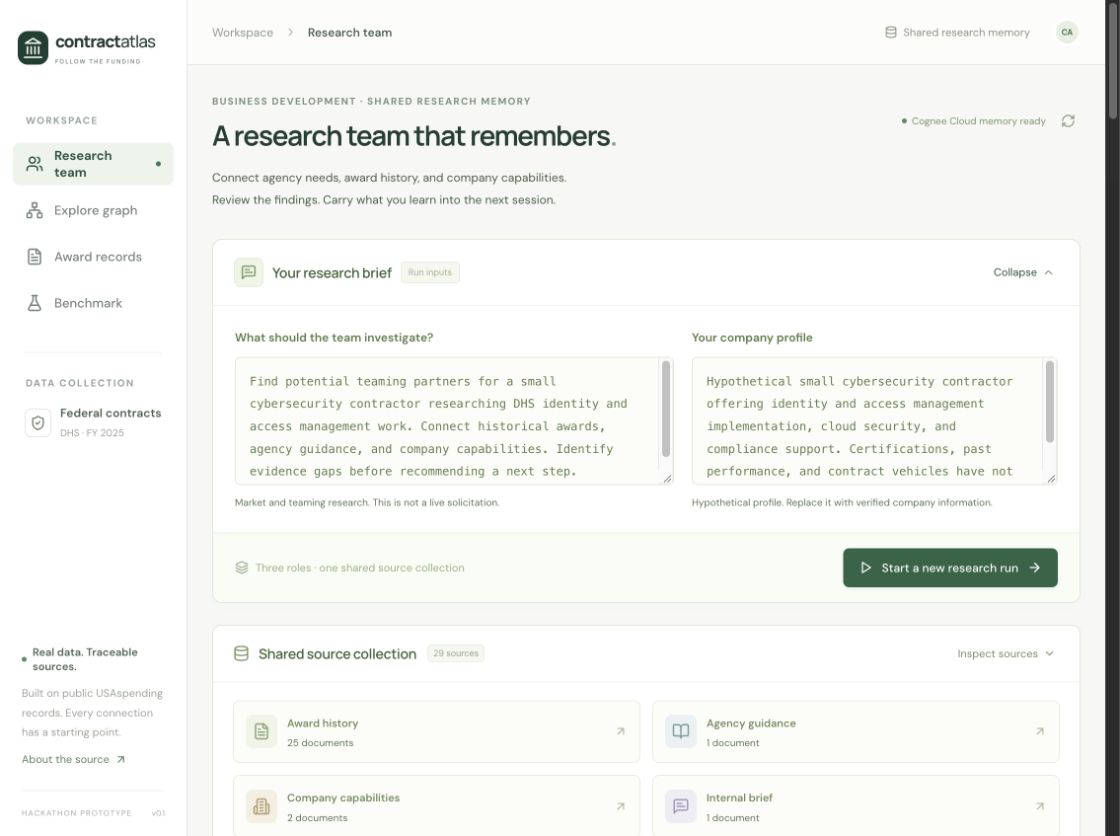 contractatlas
FOLLOW THE FUNDING
WORKSPACE
Research
team
Explore graph
Award records
Benchmark
DATA COLLECTION
Federal contracts
DHS · FY 2025
Real data. Traceable
sources.
Built on public USAspending
records. Every connection
has a starting point.
About the source
HACKATHON PROTOTYPE v0.1
Workspace Research team
Shared research memory CA
BUSINESS DEVELOPMENT · SHARED RESEARCH MEMORY
A research team that remembers.
Cognee Cloud memory ready
Connect agency needs, award history, and company capabilities.
Review the findings. Carry what you learn into the next session.
Your research brief Run inputs
Collapse
What should the team investigate?
Find potential teaming partners for a small
cybersecurity contractor researching DHS identity and
access management work. Connect historical awards,
agency guidance, and company capabilities. Identify
evidence gaps before recommending a next step.
Market and teaming research. This is not a live solicitation.
Your company profile
Hypothetical small cybersecurity contractor
offering identity and access management
implementation, cloud security, and
compliance support. Certifications, past
performance, and contract vehicles have not
Hypothetical profile. Replace it with verified company information.
Three roles · one shared source collection
Start a new research run
Shared source collection 29 sources
Inspect sources
Award history
25 documents
Agency guidance
1 document
Company capabilities
2 documents
Internal brief
1 document